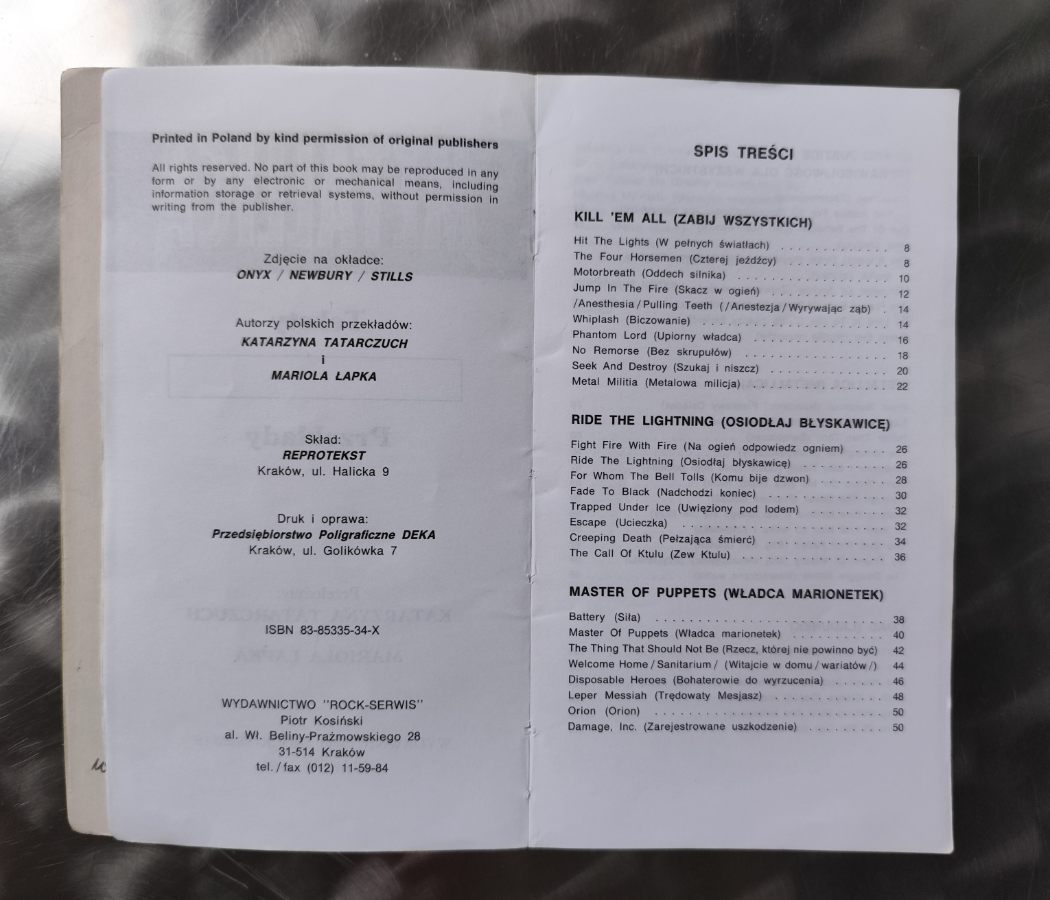 Printed in Poland by kind permission of original publishers
All rights reserved. No part of this book may be reproduced in any
form or by any electronic or mechanical means, including
information storage or retrieval systems, without permission in
writing from the publisher.
Zdjęcie na okładce:
ONYX / NEWBURY / STILLS
Autorzy polskich przekładów:
KATARZYNA TATARCZUCH
i
MARIOLA ŁAPKA
Skład:
REPROTEKST
Kraków, ul. Halicka 9
Druk i oprawa:
Przedsiębiorstwo Poligraficzne DEKA
Kraków, ul. Golikówka 7
ISBN 83-85335-34-X
WYDAWNICTWO "ROCK-SERWIS"
Piotr Kosiński
al. Wł. Beliny-Prażmowskiego 28
31-514 Kraków
tel./fax (012) 11-59-84
SPIS TREŚCI
KILL 'EM ALL (ZABIJ WSZYSTKICH)
Hit The Lights (W pełnych światłach) . . . . . . . . . . . . . 8
The Four Horsemen (Czterej jeźdźcy) . . . . . . . . . . . . 8
Motorbreath (Oddech silnika) . . . . . . . . . . . . . . . . . 10
Jump In The Fire (Skacz w ogień) . . . . . . . . . . . . . . 12
/Anesthesia/Pulling Teeth (/Anestezja/Wyrywając ząb) . 14
Whiplash (Biczowanie) . . . . . . . . . . . . . . . . . . . . . 14
Phantom Lord (Upiorny władca) . . . . . . . . . . . . . . . 16
No Remorse (Bez skrupułów) . . . . . . . . . . . . . . . . 18
Seek And Destroy (Szukaj i niszcz) . . . . . . . . . . . . . 20
Metal Militia (Metalowa milicja) . . . . . . . . . . . . . . . . 22
RIDE THE LIGHTNING (OSIODŁAJ BŁYSKAWICĘ)
Fight Fire With Fire (Na ogień odpowiedz ogniem) . . . . 26
Ride The Lightning (Osiodłaj błyskawicę) . . . . . . . . . . 26
For Whom The Bell Tolls (Komu bije dzwon) . . . . . . . . 28
Fade To Black (Nadchodzi koniec) . . . . . . . . . . . . . . 30
Trapped Under Ice (Uwięziony pod lodem) . . . . . . . . . 32
Escape (Ucieczka) . . . . . . . . . . . . . . . . . . . . . . . 32
Creeping Death (Pełzająca śmierć) . . . . . . . . . . . . . . 34
The Call Of Ktulu (Zew Ktulu) . . . . . . . . . . . . . . . . . 36
MASTER OF PUPPETS (WŁADCA MARIONETEK)
Battery (Siła) . . . . . . . . . . . . . . . . . . . . . . . . . . 38
Master Of Puppets (Władca marionetek) . . . . . . . . . . . 40
The Thing That Should Not Be (Rzecz, której nie powinno być) 42
Welcome Home/Sanitarium/ (Witajcie w domu/wariatów/) 44
Disposable Heroes (Bohaterowie do wyrzucenia) . . . . . . 46
Leper Messiah (Trędowaty Mesjasz) . . . . . . . . . . . . . 48
Orion (Orion) . . . . . . . . . . . . . . . . . . . . . . . . . . 50
Damage, Inc. (Zarejestrowane uszkodzenie) . . . . . . . . . 50